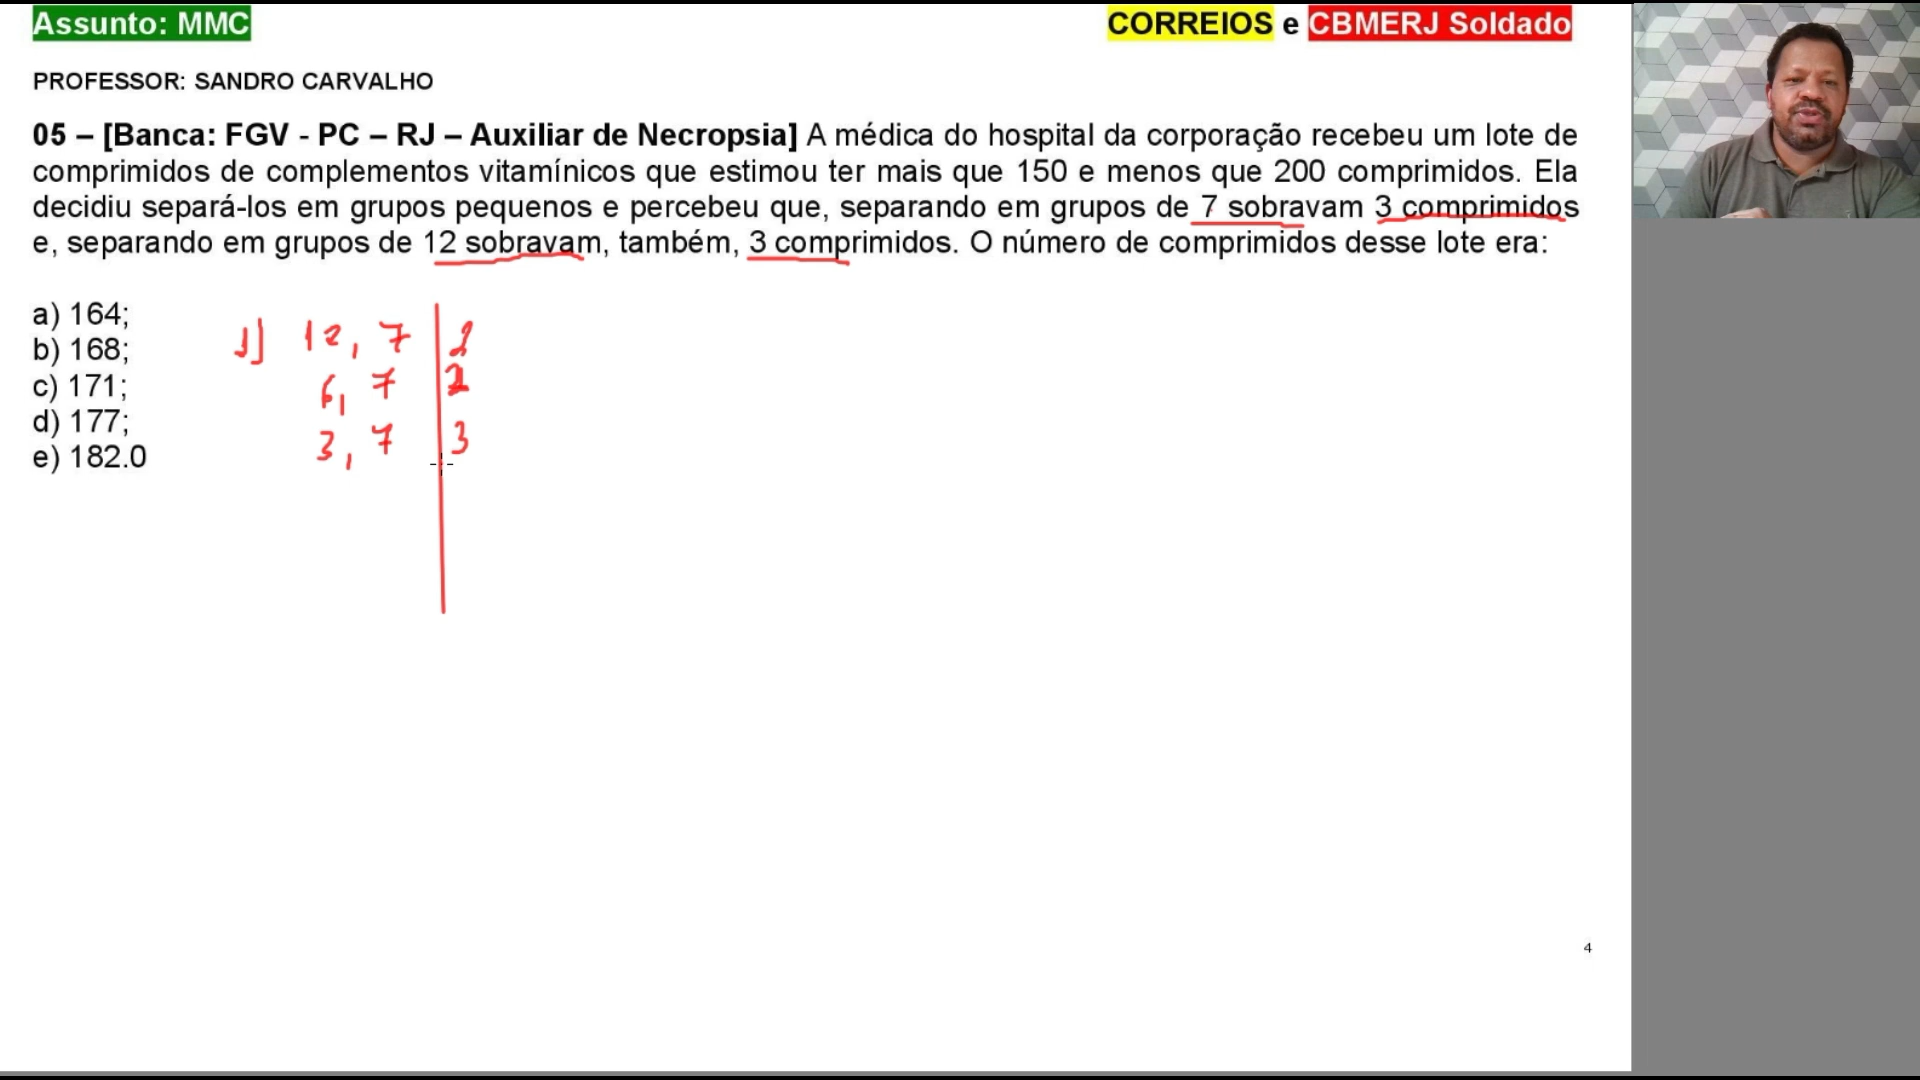 Assunto: MMC
CORREIOS e CBMERJ Soldado
PROFESSOR: SANDRO CARVALHO
05 – [Banca: FGV - PC – RJ – Auxiliar de Necropsia] A médica do hospital da corporação recebeu um lote de
comprimidos de complementos vitamínicos que estimou ter mais que 150 e menos que 200 comprimidos. Ela
decidiu separá-los em grupos pequenos e percebeu que, separando em grupos de 7 sobravam 3 comprimidos
e, separando em grupos de 12 sobravam, também, 3 comprimidos. O número de comprimidos desse lote era:
a) 164;
b) 168;
c) 171;
d) 177;
e) 182.0
1] 12, 7 | 2
6, 7 | 2
3, 7 | 3
4